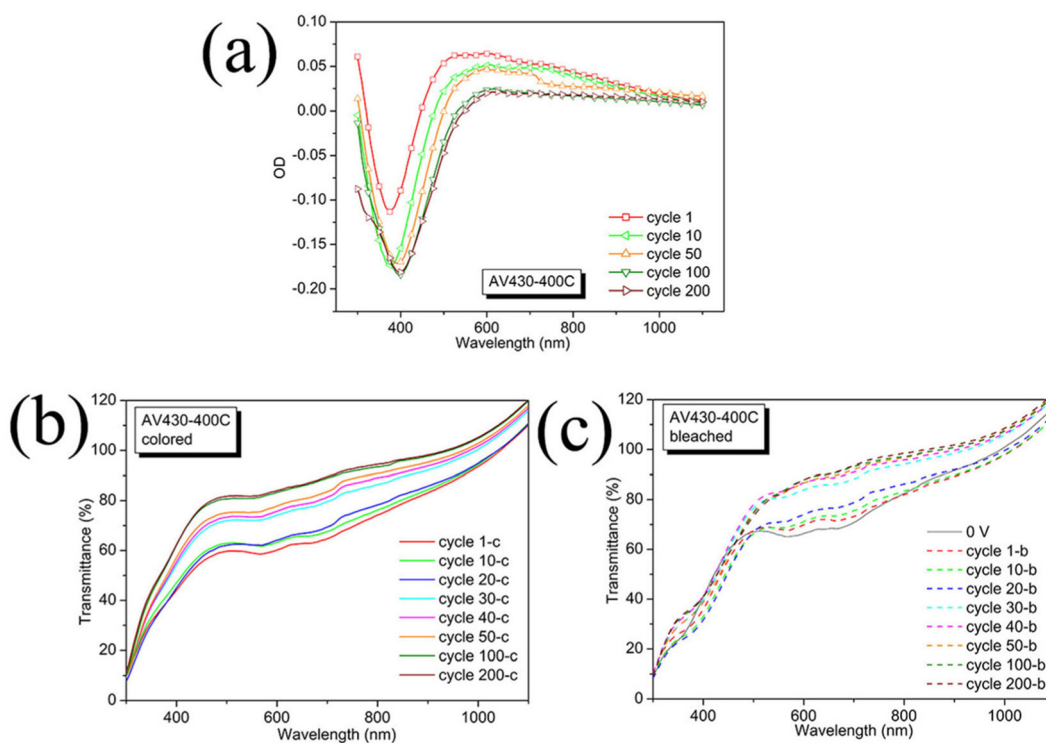 (a)
0.10
0.05
0.00
-0.05
-0.10
-0.15
-0.20
OD
cycle 1
cycle 10
cycle 50
cycle 100
cycle 200
AV430-400C
400
600
800
1000
Wavelength (nm)
(b)
120
100
80
60
40
20
0
Transmittance (%)
AV430-400C
colored
cycle 1-c
cycle 10-c
cycle 20-c
cycle 30-c
cycle 40-c
cycle 50-c
cycle 100-c
cycle 200-c
400
600
800
1000
Wavelength (nm)
(c)
120
100
80
60
40
20
0
Transmittance (%)
AV430-400C
bleached
0 V
cycle 1-b
cycle 10-b
cycle 20-b
cycle 30-b
cycle 40-b
cycle 50-b
cycle 100-b
cycle 200-b
400
600
800
1000
Wavelength (nm)